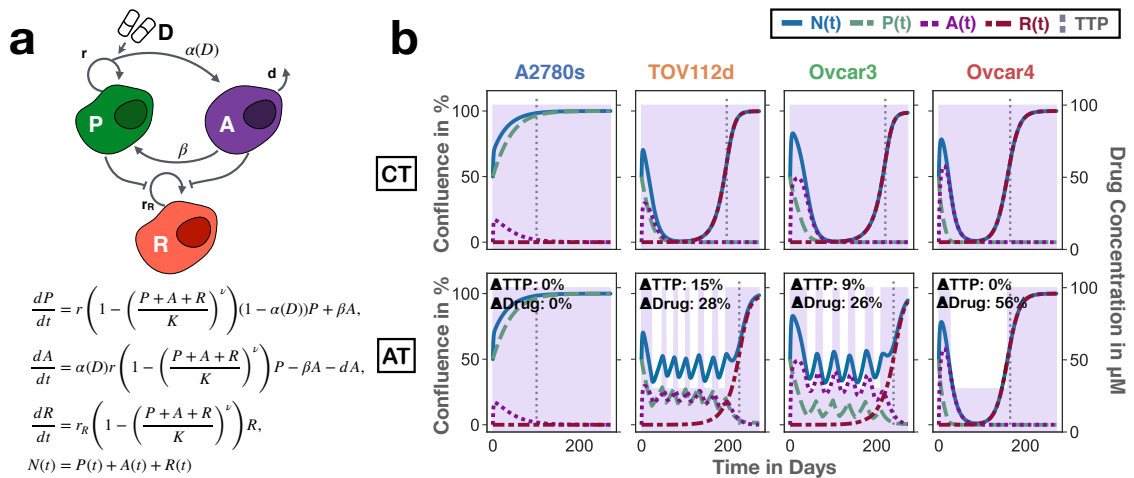 a
D
r
α(D)
d
P
A
β
r_R
R
dP/dt = r(1 − ((P + A + R)/K)^ν)(1 − α(D))P + βA,
dA/dt = α(D)r(1 − ((P + A + R)/K)^ν)P − βA − dA,
dR/dt = r_R(1 − ((P + A + R)/K)^ν)R,
N(t) = P(t) + A(t) + R(t)
b
N(t) P(t) A(t) R(t) TTP
A2780s TOV112d Ovcar3 Ovcar4
CT
Confluence in %
100
50
0
100
50
0
Drug Concentration in µM
AT
Confluence in %
100
50
0
ΔTTP: 0%
ΔDrug: 0%
ΔTTP: 15%
ΔDrug: 28%
ΔTTP: 9%
ΔDrug: 26%
ΔTTP: 0%
ΔDrug: 56%
100
50
0
0 200 0 200 0 200 0 200
Time in Days